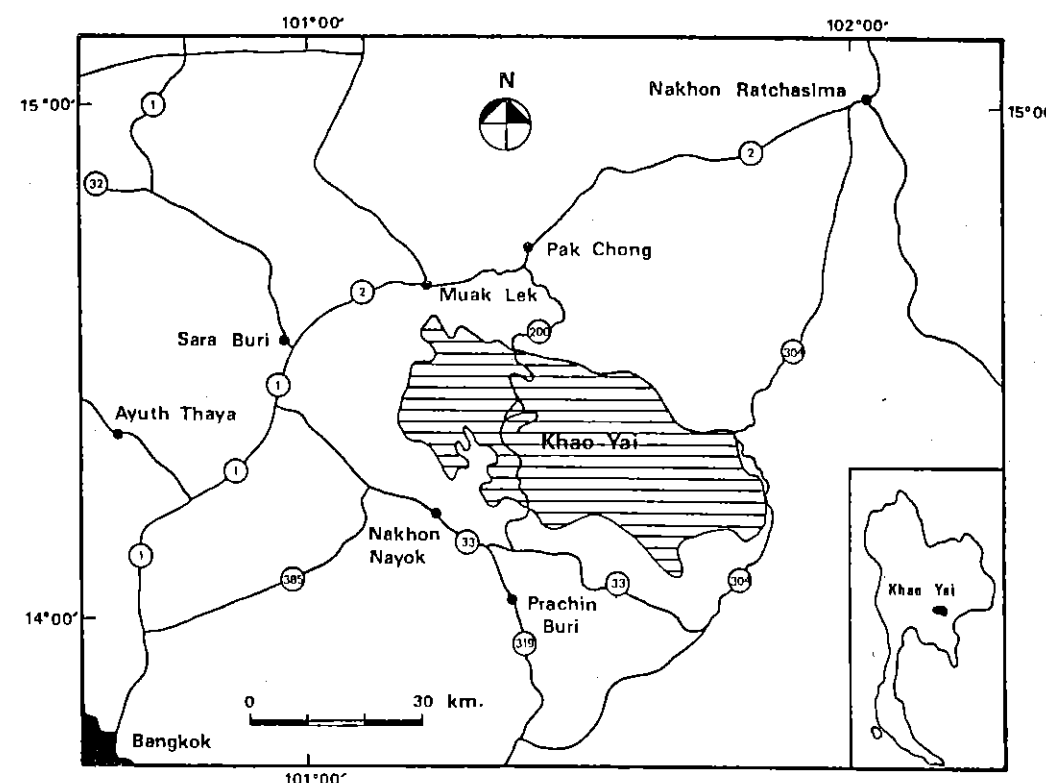 101°00'
102°00'
15°00'
15°00
N
Nakhon Ratchasima
1
2
32
Pak Chong
2
Muak Lek
Sara Buri
200
304
1
Ayuth Thaya
Khao Yai
1
Nakhon
Nayok
33
1
385
33
304
Khao Yai
14°00'
Prachin
Buri
319
0
30 km.
Bangkok
101°00'